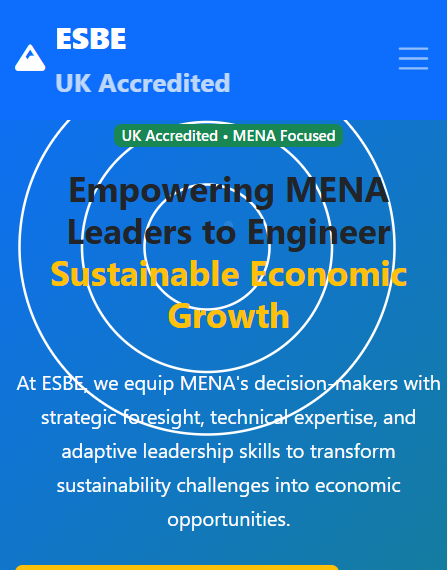 ESBE
UK Accredited
UK Accredited • MENA Focused
Empowering MENA
Leaders to Engineer
Sustainable Economic
Growth
At ESBE, we equip MENA's decision-makers with
strategic foresight, technical expertise, and
adaptive leadership skills to transform
sustainability challenges into economic
opportunities.